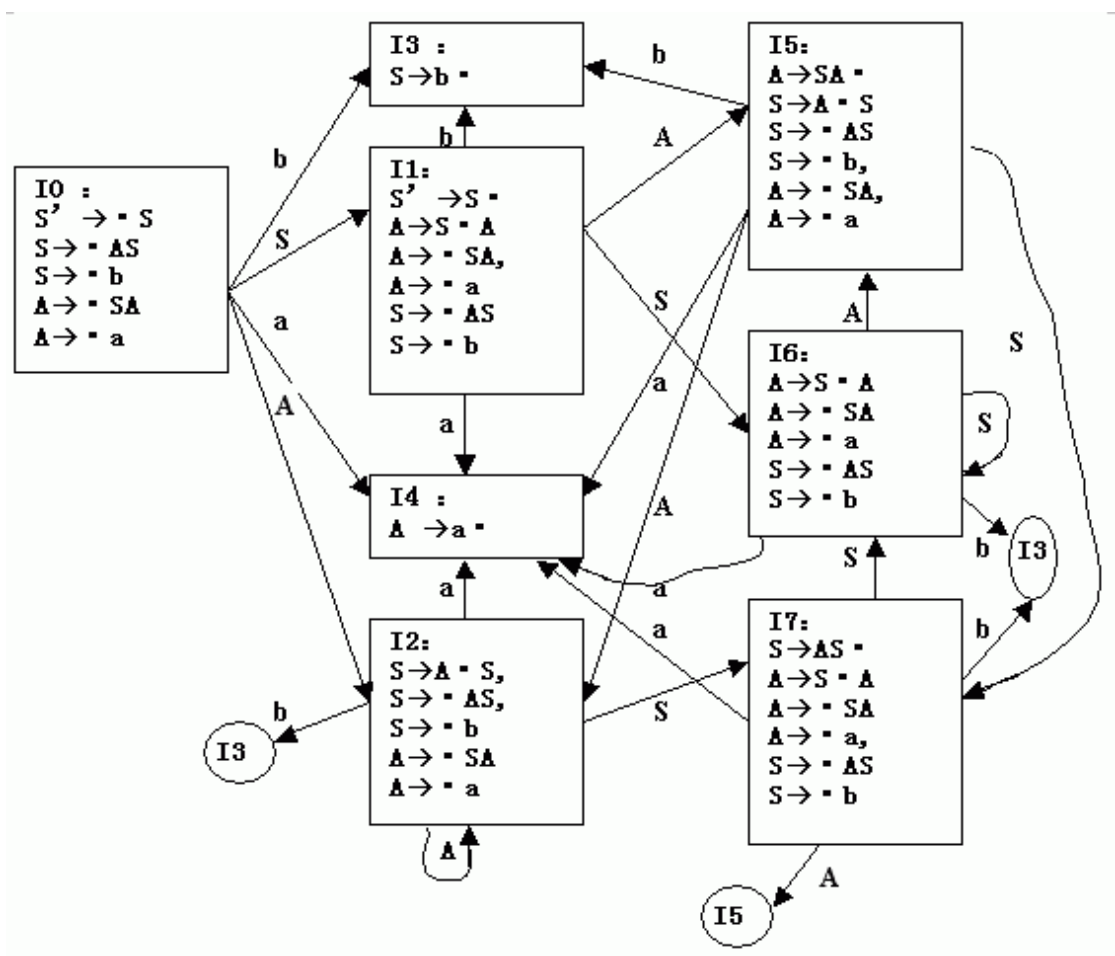 I3 :
S→b ▪
I5:
A→SA ▪
S→A ▪ S
S→ ▪ AS
S→ ▪ b,
A→ ▪ SA,
A→ ▪ a
b
b
A
b
I0 :
S' → ▪ S
S→ ▪ AS
S→ ▪ b
A→ ▪ SA
A→ ▪ a
I1:
S' →S ▪
A→S ▪ A
A→ ▪ SA,
A→ ▪ a
S→ ▪ AS
S→ ▪ b
S
a
A
S
A
S
a
I6:
A→S ▪ A
A→ ▪ SA
A→ ▪ a
S→ ▪ AS
S→ ▪ b
S
a
I4 :
A →a ▪
A
b
I3
S
a
a
a
b
I2:
S→A ▪ S,
S→ ▪ AS,
S→ ▪ b
A→ ▪ SA
A→ ▪ a
I7:
S→AS ▪
A→S ▪ A
A→ ▪ SA
A→ ▪ a,
S→ ▪ AS
S→ ▪ b
b
S
I3
A
A
I5